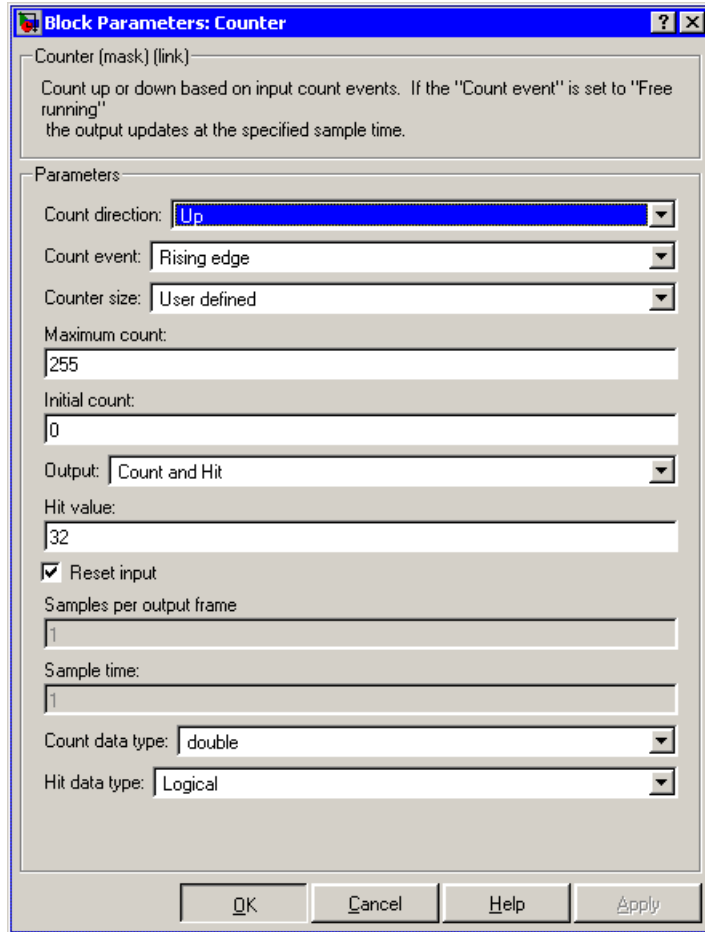 Block Parameters: Counter
Counter (mask) (link)
Count up or down based on input count events. If the "Count event" is set to "Free
running"
the output updates at the specified sample time.
Parameters
Count direction: Up
Count event: Rising edge
Counter size: User defined
Maximum count:
255
Initial count:
0
Output: Count and Hit
Hit value:
32
Reset input
Samples per output frame
1
Sample time:
1
Count data type: double
Hit data type: Logical
OK Cancel Help Apply